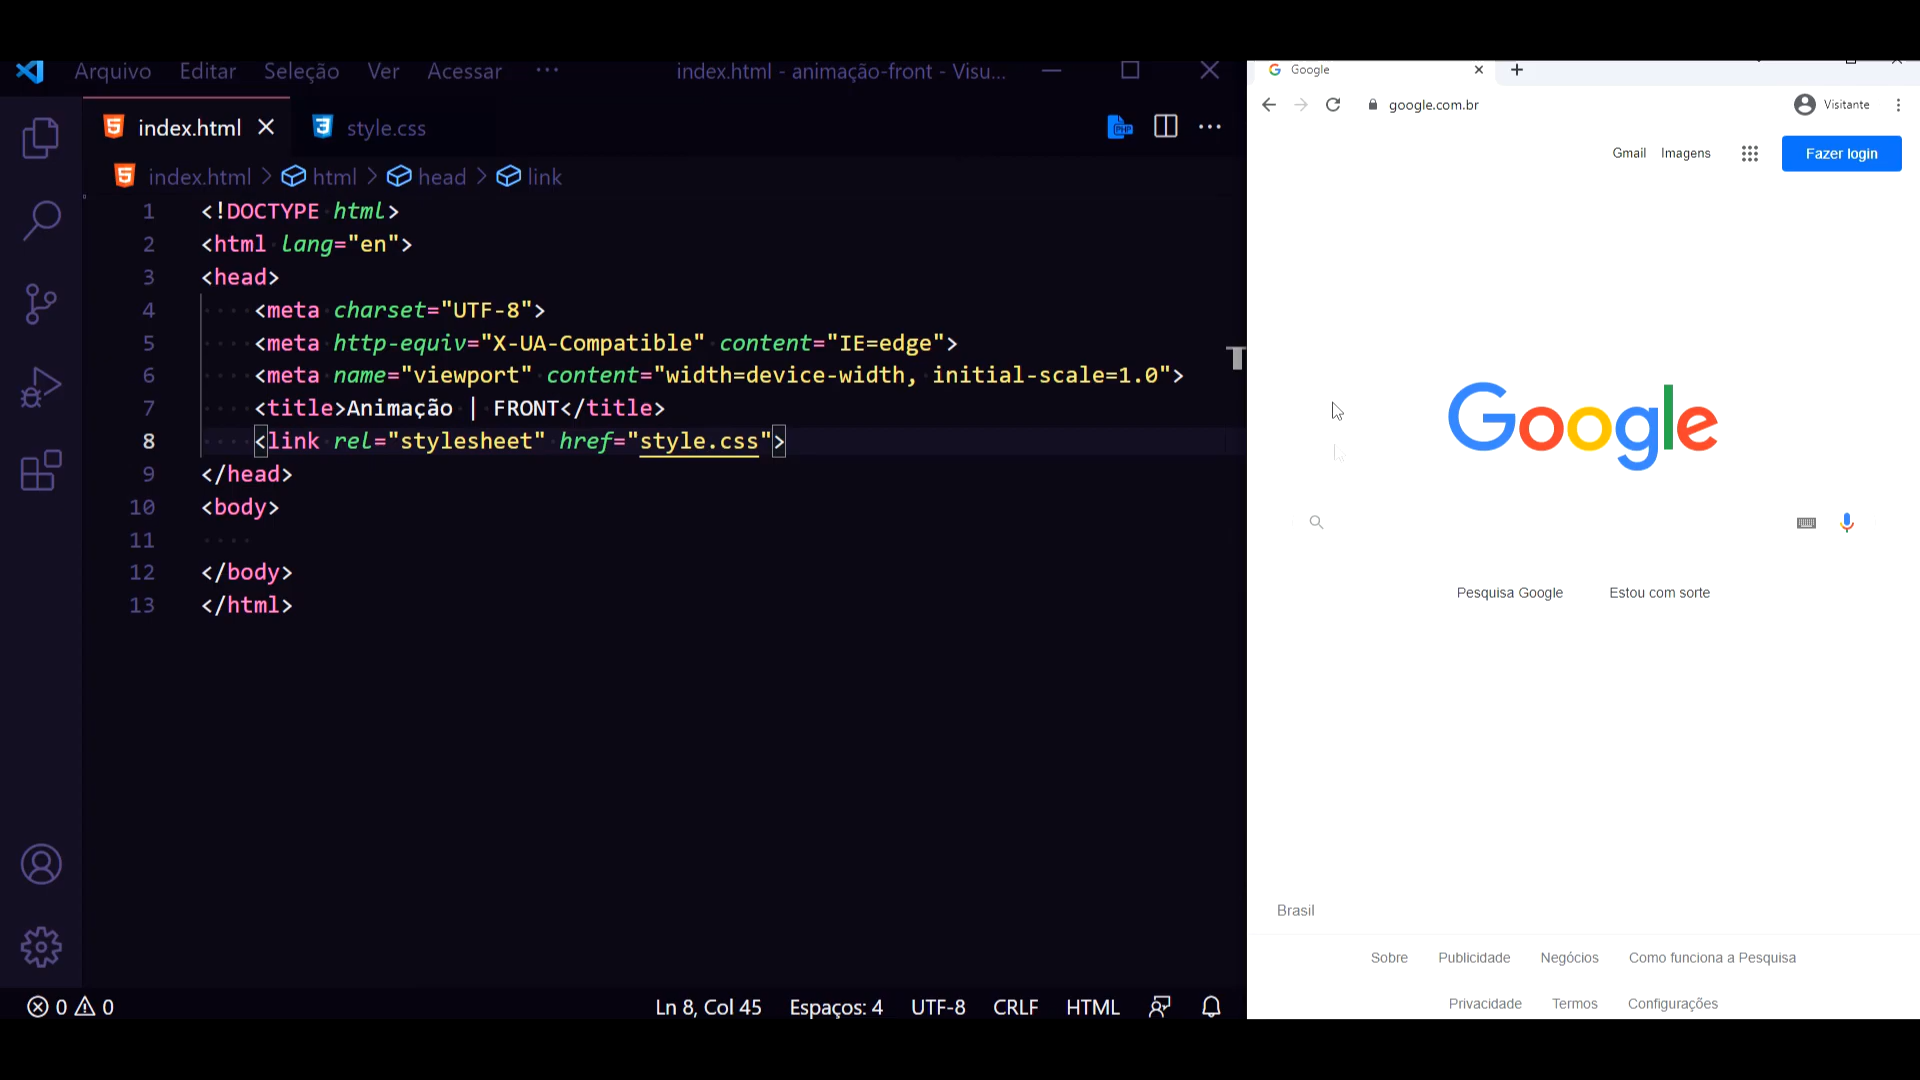 Arquivo Editar Seleção Ver Acessar ··· index.html - animação-front - Visu...
index.html style.css
index.html > html > head > link
1 <!DOCTYPE html>
2 <html lang="en">
3 <head>
4 <meta charset="UTF-8">
5 <meta http-equiv="X-UA-Compatible" content="IE=edge">
6 <meta name="viewport" content="width=device-width, initial-scale=1.0">
7 <title>Animação | FRONT</title>
8 <link rel="stylesheet" href="style.css">
9 </head>
10 <body>
11
12 </body>
13 </html>
0 0 Ln 8, Col 45 Espaços: 4 UTF-8 CRLF HTML
Google
google.com.br Visitante
Gmail Imagens Fazer login
Google
Pesquisa Google Estou com sorte
Brasil
Sobre Publicidade Negócios Como funciona a Pesquisa
Privacidade Termos Configurações